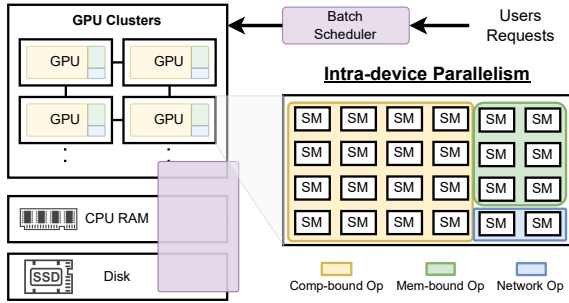 GPU Clusters
Batch
Scheduler
Users
Requests
GPU GPU
GPU GPU
Intra-device Parallelism
SM SM SM SM SM SM
SM SM SM SM SM SM
SM SM SM SM SM SM
SM SM SM SM SM SM
CPU RAM
SSD
Disk
Comp-bound Op Mem-bound Op Network Op